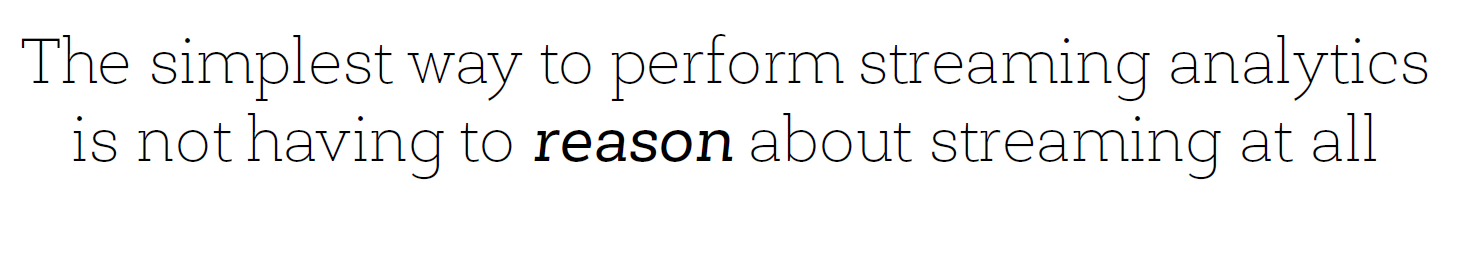 The simplest way to perform streaming analytics
is not having to reason about streaming at all